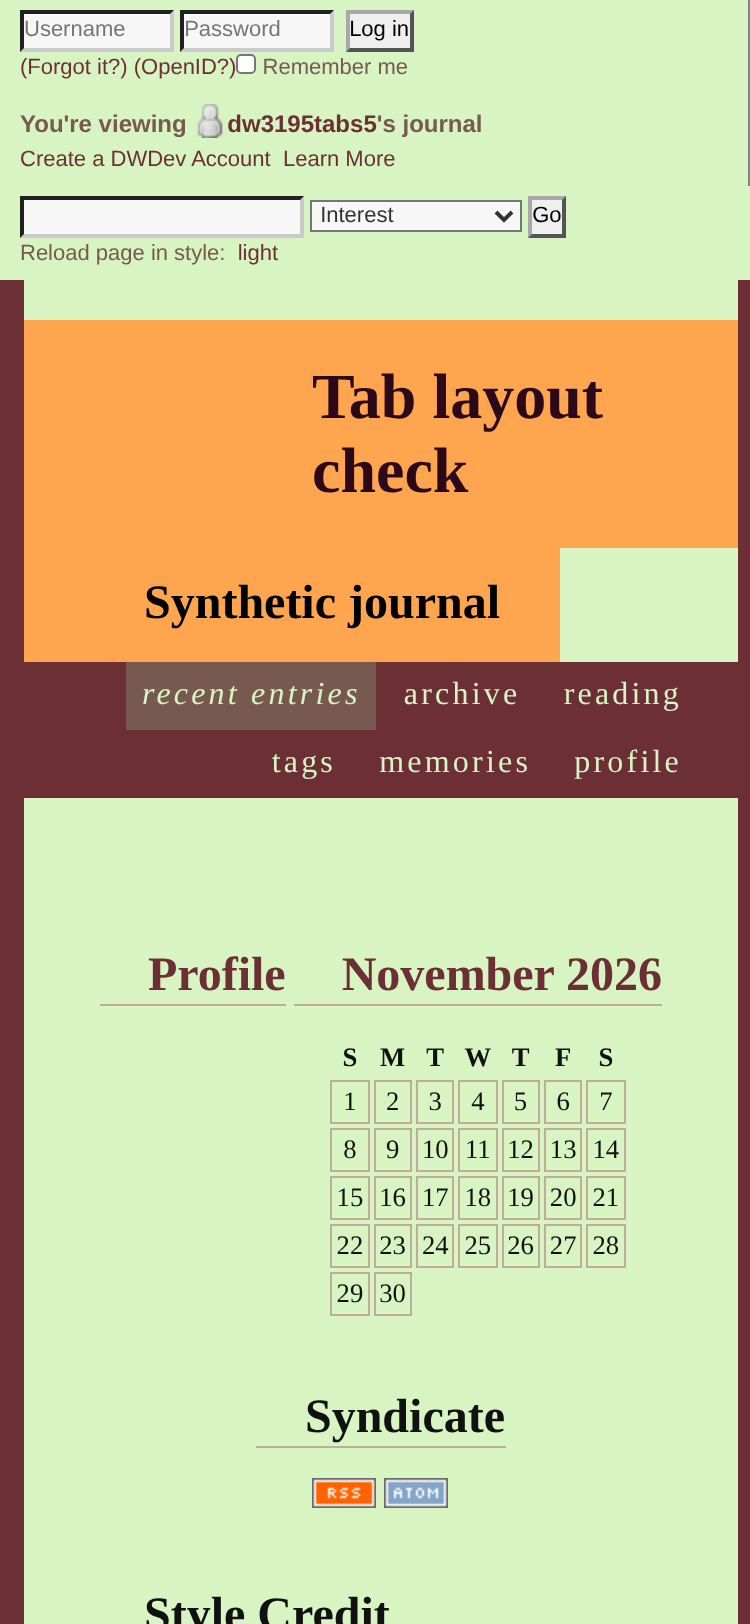 Username Password Log in
(Forgot it?) (OpenID?) Remember me
You're viewing dw3195tabs5's journal
Create a DWDev Account Learn More
Interest Go
Reload page in style: light
Tab layout
check
Synthetic journal
recent entries archive reading
tags memories profile
Profile November 2026
S M T W T F S
1 2 3 4 5 6 7
8 9 10 11 12 13 14
15 16 17 18 19 20 21
22 23 24 25 26 27 28
29 30
Syndicate
RSS ATOM
Style Credit